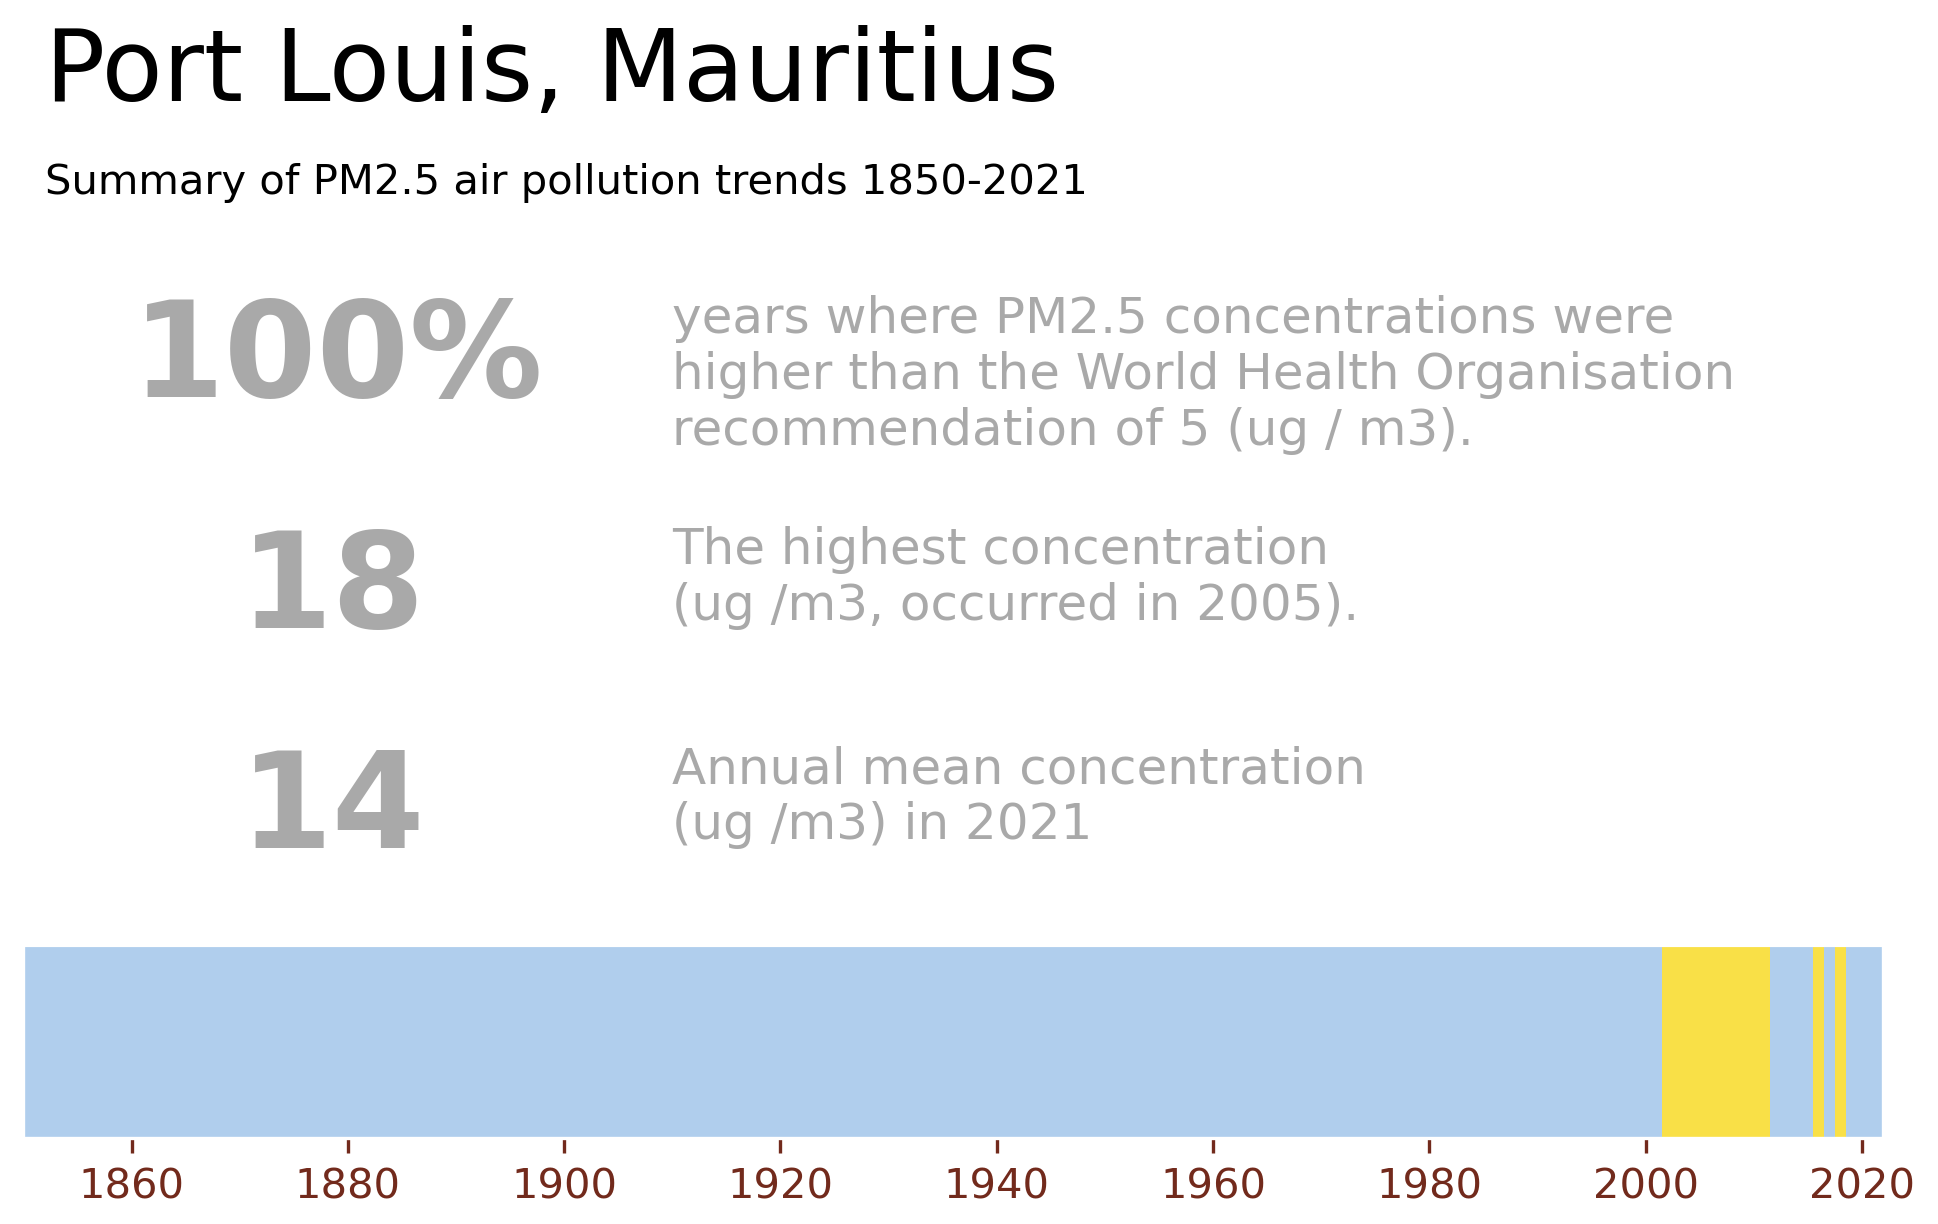 Port Louis, Mauritius
Summary of PM2.5 air pollution trends 1850-2021
100%
years where PM2.5 concentrations were
higher than the World Health Organisation
recommendation of 5 (ug / m3).
18
The highest concentration
(ug /m3, occurred in 2005).
14
Annual mean concentration
(ug /m3) in 2021
1860 1880 1900 1920 1940 1960 1980 2000 2020